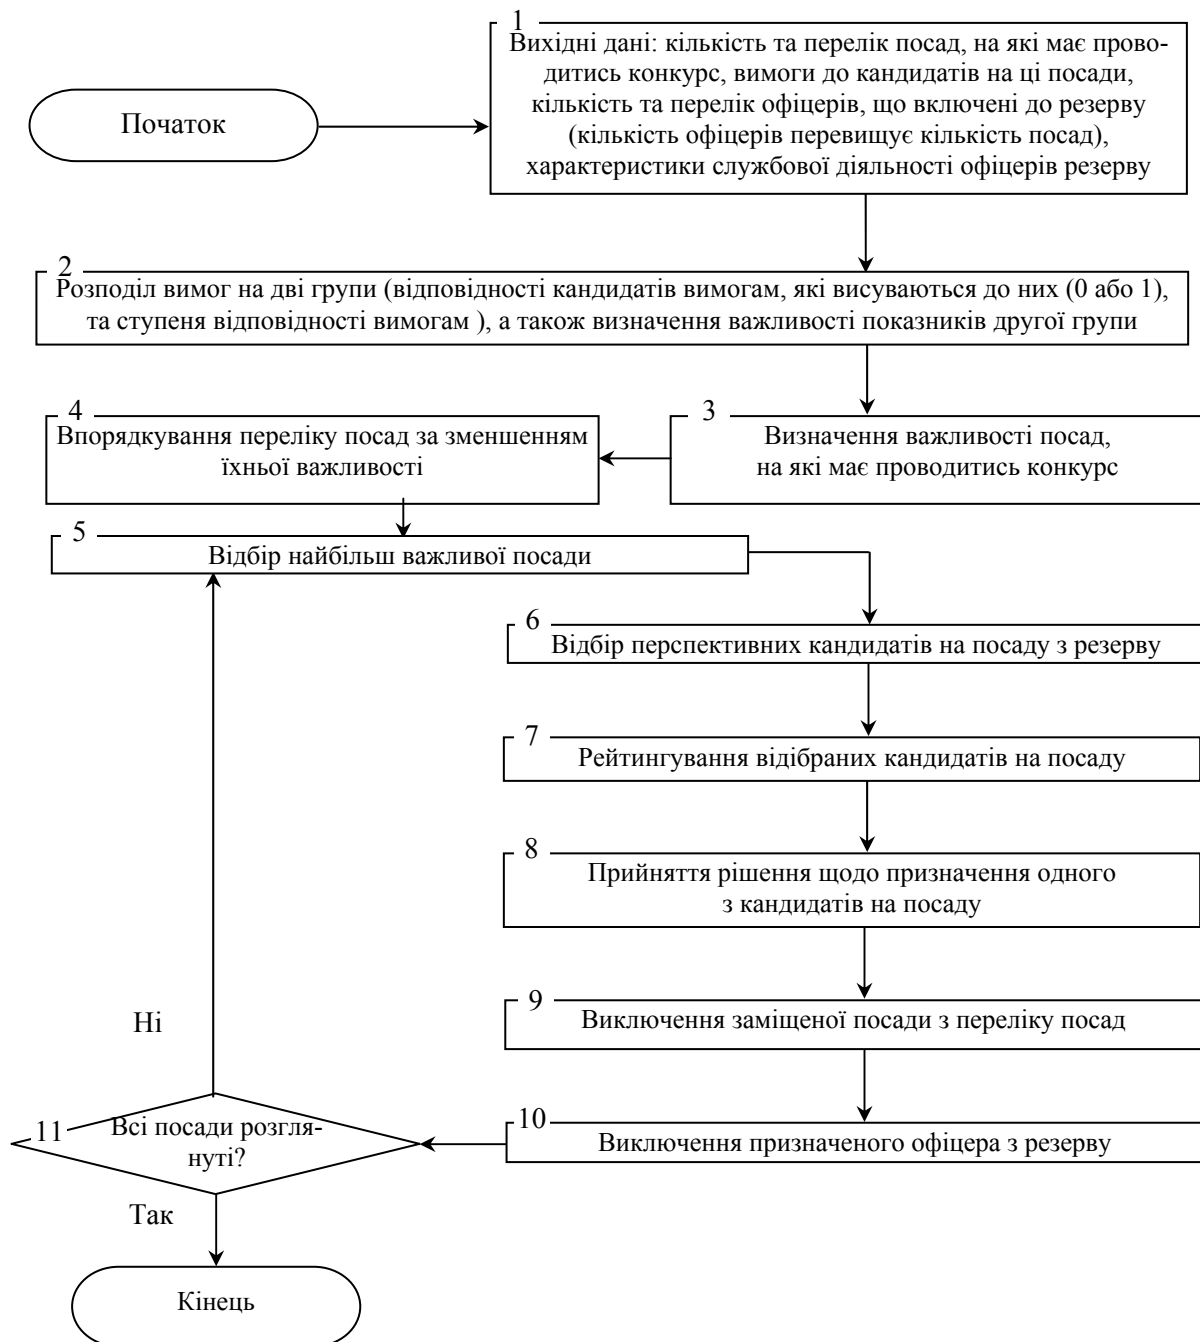 Початок
1
Вихідні дані: кількість та перелік посад, на які має прово-
дитись конкурс, вимоги до кандидатів на ці посади,
кількість та перелік офіцерів, що включені до резерву
(кількість офіцерів перевищує кількість посад),
характеристики службової діяльності офіцерів резерву
2
Розподіл вимог на дві групи (відповідності кандидатів вимогам, які висуваються до них (0 або 1),
та ступеня відповідності вимогам ), а також визначення важливості показників другої групи
3
Визначення важливості посад,
на які має проводитись конкурс
4
Впорядкування переліку посад за зменшенням
їхньої важливості
5
Відбір найбільш важливої посади
6
Відбір перспективних кандидатів на посаду з резерву
7
Рейтингування відібраних кандидатів на посаду
8
Прийняття рішення щодо призначення одного
з кандидатів на посаду
9
Виключення заміщеної посади з переліку посад
10
Виключення призначеного офіцера з резерву
11
Всі посади розгля-
нуті?
Ні
Так
Кінець